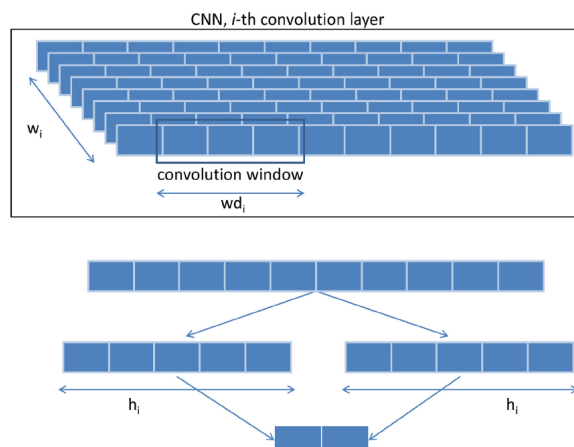 CNN, i-th convolution layer
wi
convolution window
wdi
hi
hi